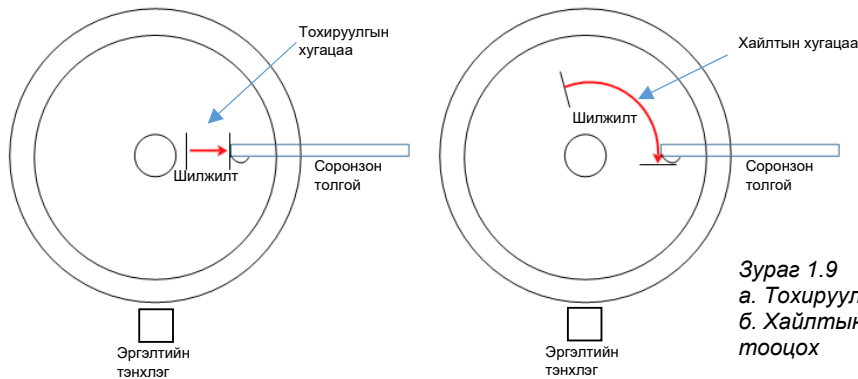 Тохируулгын
хугацаа
Шилжилт
Соронзон
толгой
Эргэлтийн
тэнхлэг
Хайлтын хугацаа
Шилжилт
Соронзон
толгой
Эргэлтийн
тэнхлэг
Зураг 1.9
а. Тохируул
б. Хайлтын
тооцох